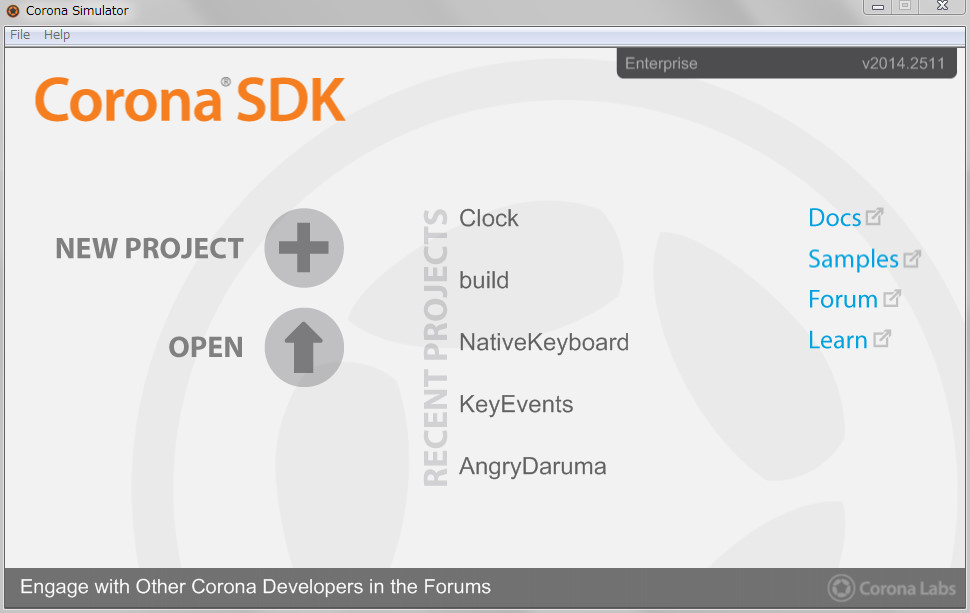 Corona Simulator
File Help
Enterprise v2014.2511
Corona® SDK
NEW PROJECT
OPEN
RECENT PROJECTS
Clock
build
NativeKeyboard
KeyEvents
AngryDaruma
Docs
Samples
Forum
Learn
Engage with Other Corona Developers in the Forums
Corona Labs